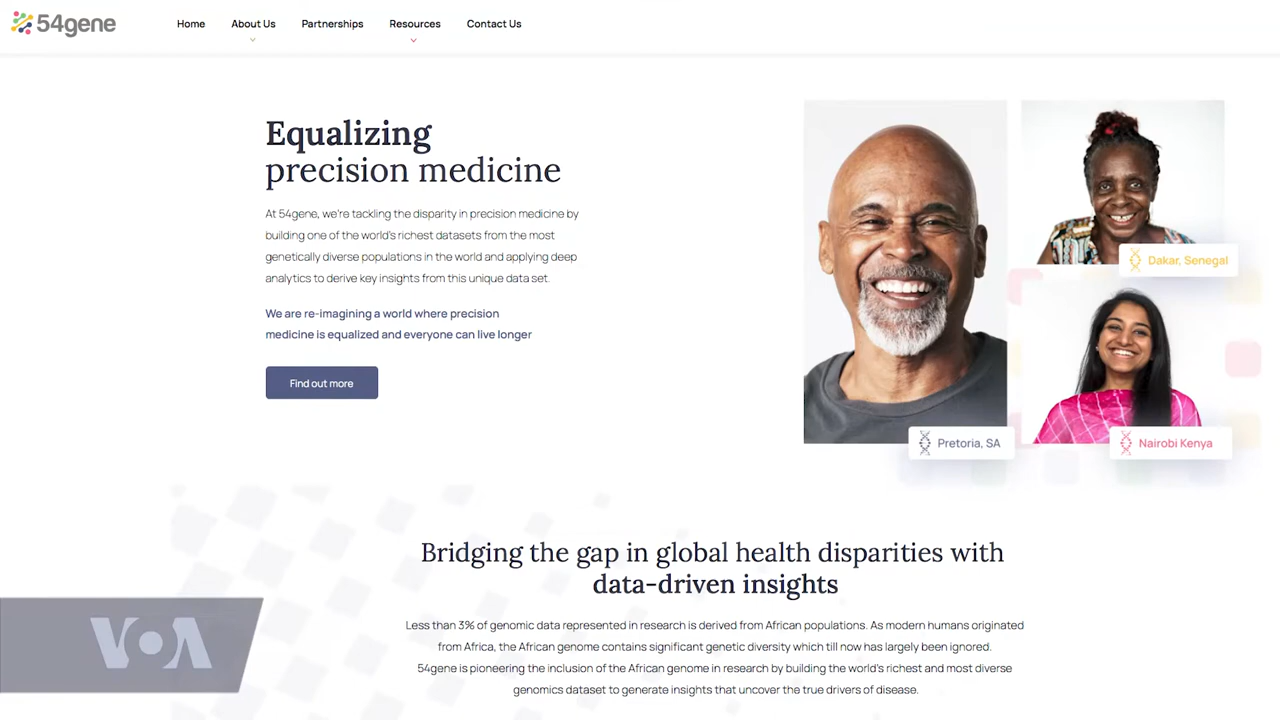 54gene
Home About Us Partnerships Resources Contact Us
Equalizing
precision medicine
At 54gene, we're tackling the disparity in precision medicine by
building one of the world's richest datasets from the most
genetically diverse populations in the world and applying deep
analytics to derive key insights from this unique data set.
We are re-imagining a world where precision
medicine is equalized and everyone can live longer
Find out more
Dakar, Senegal
Pretoria, SA
Nairobi Kenya
Bridging the gap in global health disparities with
data-driven insights
Less than 3% of genomic data represented in research is derived from African populations. As modern humans originated
from Africa, the African genome contains significant genetic diversity which till now has largely been ignored.
54gene is pioneering the inclusion of the African genome in research by building the world's richest and most diverse
genomics dataset to generate insights that uncover the true drivers of disease.
VOA